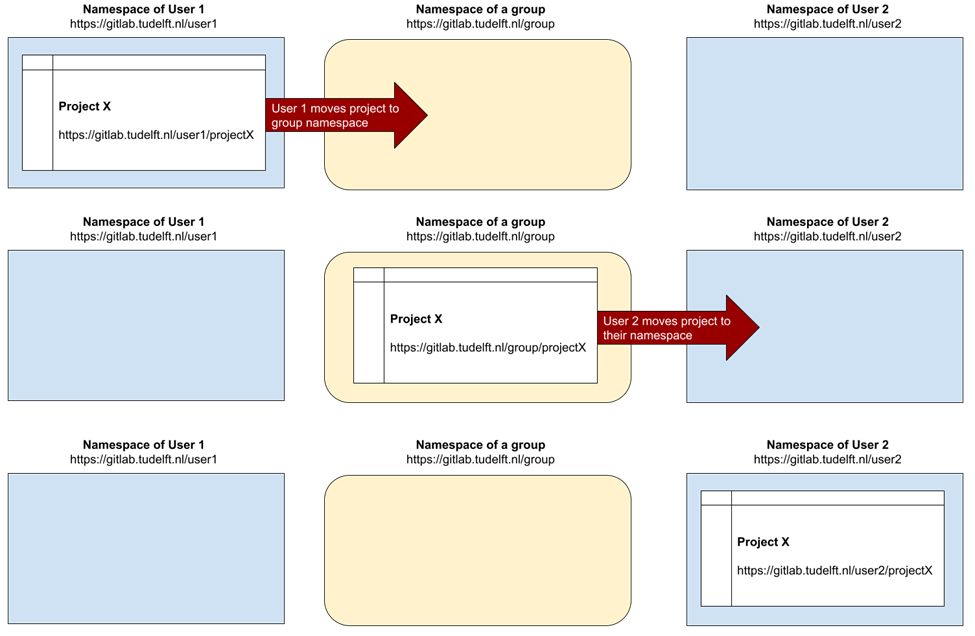 Namespace of User 1
https://gitlab.tudelft.nl/user1
Namespace of a group
https://gitlab.tudelft.nl/group
Namespace of User 2
https://gitlab.tudelft.nl/user2
Project X
https://gitlab.tudelft.nl/user1/projectX
User 1 moves project to
group namespace
Namespace of User 1
https://gitlab.tudelft.nl/user1
Namespace of a group
https://gitlab.tudelft.nl/group
Namespace of User 2
https://gitlab.tudelft.nl/user2
Project X
https://gitlab.tudelft.nl/group/projectX
User 2 moves project to
their namespace
Namespace of User 1
https://gitlab.tudelft.nl/user1
Namespace of a group
https://gitlab.tudelft.nl/group
Namespace of User 2
https://gitlab.tudelft.nl/user2
Project X
https://gitlab.tudelft.nl/user2/projectX